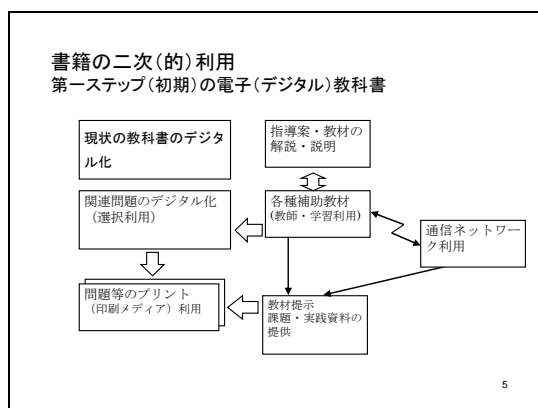 書籍の二次(的)利用
第一ステップ(初期)の電子(デジタル)教科書
現状の教科書のデジタ
ル化
指導案・教材の
解説・説明
関連問題のデジタル化
(選択利用)
各種補助教材
(教師・学習利用)
通信ネットワー
ク利用
問題等のプリント
(印刷メディア)利用
教材提示
課題・実践資料の
提供
5